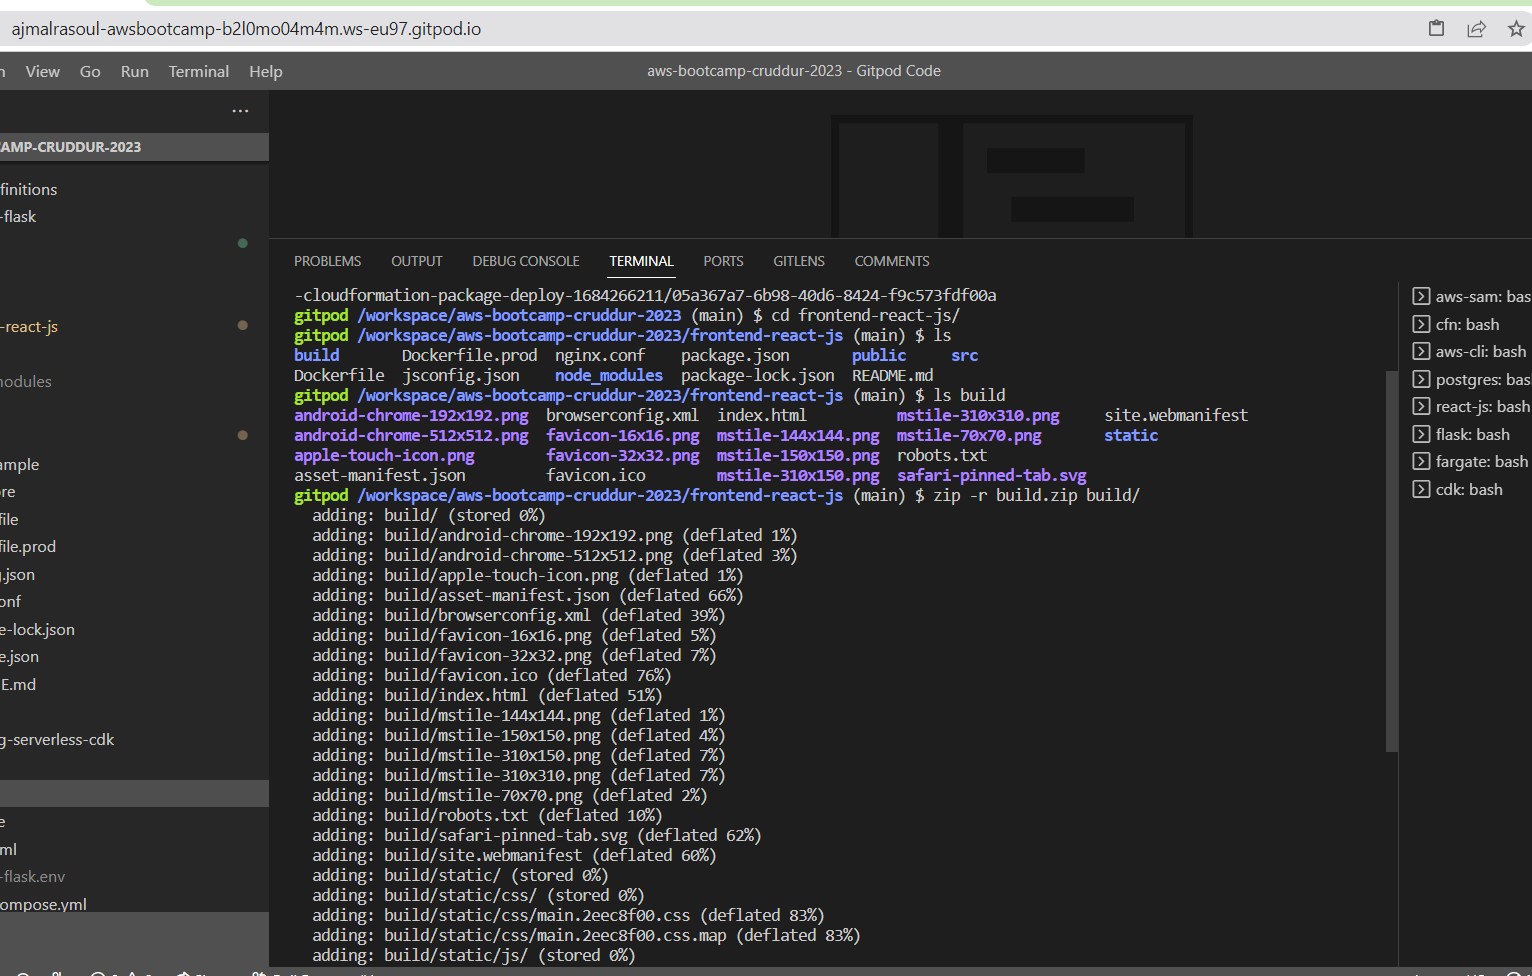 ajmalrasoul-awsbootcamp-b2l0mo04m4m.ws-eu97.gitpod.io
View Go Run Terminal Help
aws-bootcamp-cruddur-2023 - Gitpod Code
...
AMP-CRUDDUR-2023
finitions
-flask
-react-js
nodules
ample
ore
file
file.prod
g.json
onf
e-lock.json
e.json
E.md
g-serverless-cdk
e
ml
-flask.env
ompose.yml
PROBLEMS OUTPUT DEBUG CONSOLE TERMINAL PORTS GITLENS COMMENTS
-cloudformation-package-deploy-1684266211/05a367a7-6b98-40d6-8424-f9c573fdf00a
gitpod /workspace/aws-bootcamp-cruddur-2023 (main) $ cd frontend-react-js/
gitpod /workspace/aws-bootcamp-cruddur-2023/frontend-react-js (main) $ ls
build Dockerfile.prod nginx.conf package.json public src
Dockerfile jsconfig.json node_modules package-lock.json README.md
gitpod /workspace/aws-bootcamp-cruddur-2023/frontend-react-js (main) $ ls build
android-chrome-192x192.png browserconfig.xml index.html mstile-310x310.png site.webmanifest
android-chrome-512x512.png favicon-16x16.png mstile-144x144.png mstile-70x70.png static
apple-touch-icon.png favicon-32x32.png mstile-150x150.png robots.txt
asset-manifest.json favicon.ico mstile-310x150.png safari-pinned-tab.svg
gitpod /workspace/aws-bootcamp-cruddur-2023/frontend-react-js (main) $ zip -r build.zip build/
adding: build/ (stored 0%)
adding: build/android-chrome-192x192.png (deflated 1%)
adding: build/android-chrome-512x512.png (deflated 3%)
adding: build/apple-touch-icon.png (deflated 1%)
adding: build/asset-manifest.json (deflated 66%)
adding: build/browserconfig.xml (deflated 39%)
adding: build/favicon-16x16.png (deflated 5%)
adding: build/favicon-32x32.png (deflated 7%)
adding: build/favicon.ico (deflated 76%)
adding: build/index.html (deflated 51%)
adding: build/mstile-144x144.png (deflated 1%)
adding: build/mstile-150x150.png (deflated 4%)
adding: build/mstile-310x150.png (deflated 7%)
adding: build/mstile-310x310.png (deflated 7%)
adding: build/mstile-70x70.png (deflated 2%)
adding: build/robots.txt (deflated 10%)
adding: build/safari-pinned-tab.svg (deflated 62%)
adding: build/site.webmanifest (deflated 60%)
adding: build/static/ (stored 0%)
adding: build/static/css/ (stored 0%)
adding: build/static/css/main.2eec8f00.css (deflated 83%)
adding: build/static/css/main.2eec8f00.css.map (deflated 83%)
adding: build/static/js/ (stored 0%)
aws-sam: bas
cfn: bash
aws-cli: bash
postgres: bas
react-js: bash
flask: bash
fargate: bash
cdk: bash